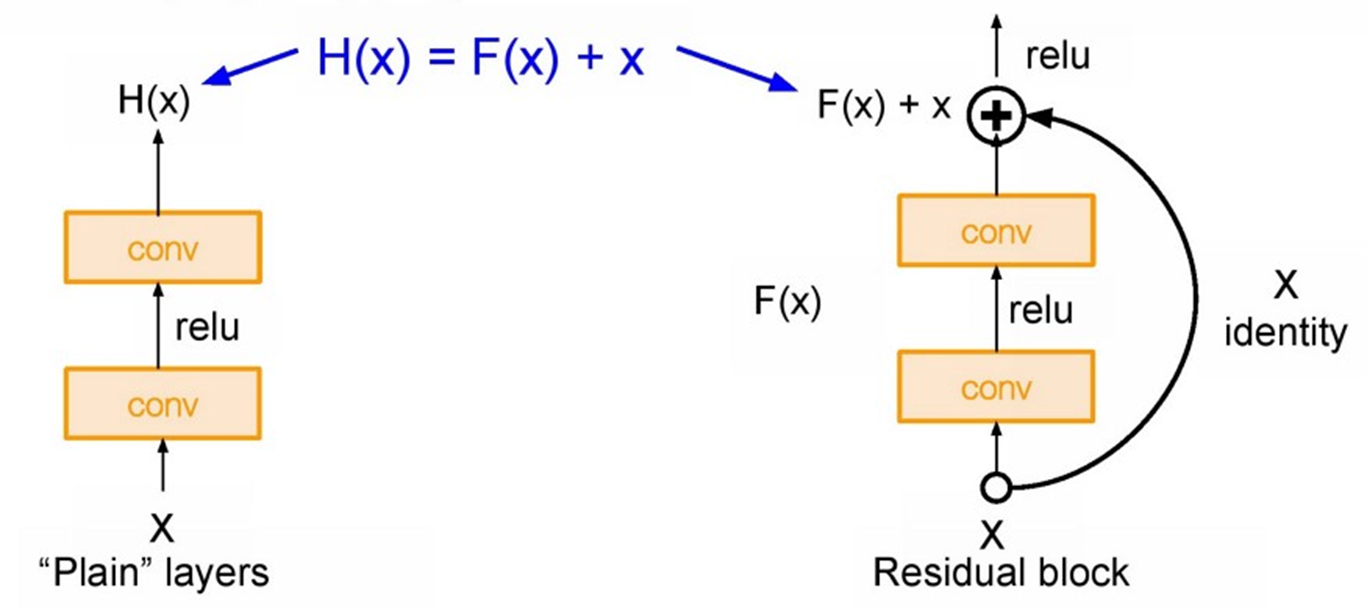 H(x) = F(x) + x
H(x)
conv
relu
conv
X
“Plain” layers
relu
F(x) + x
conv
F(x)
relu
conv
X
identity
X
Residual block